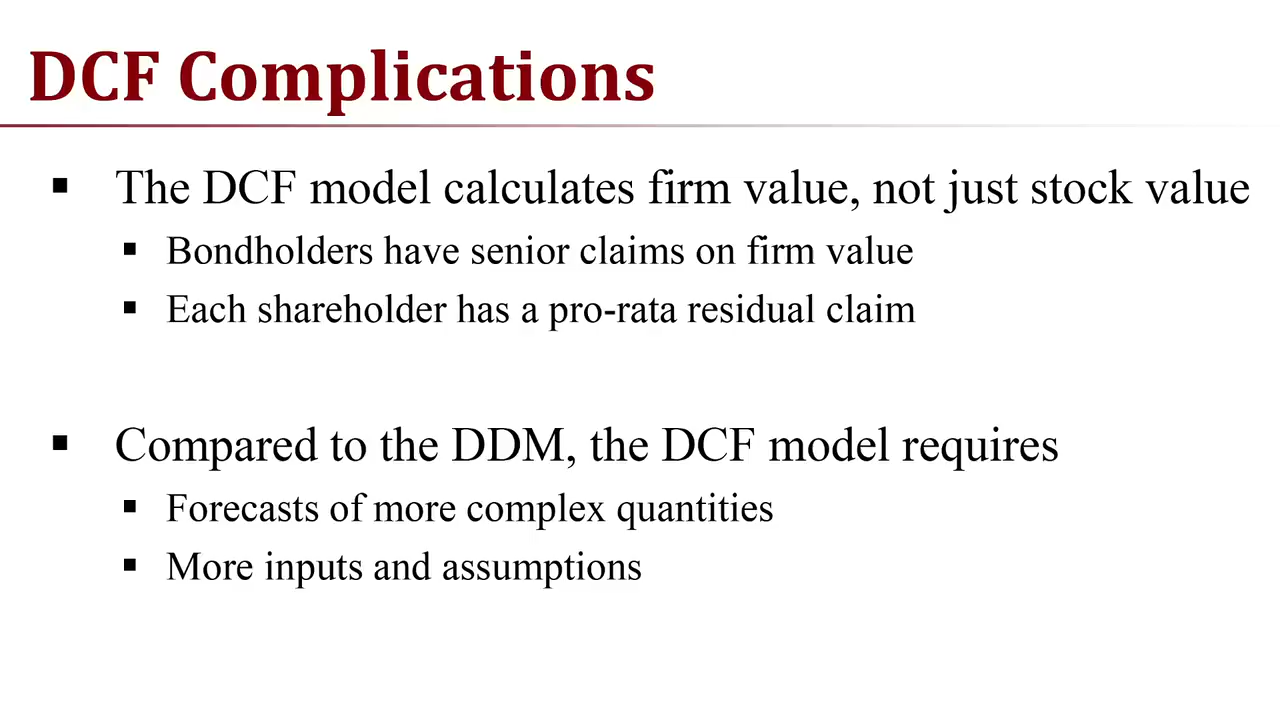 DCF Complications
▪ The DCF model calculates firm value, not just stock value
▪ Bondholders have senior claims on firm value
▪ Each shareholder has a pro-rata residual claim
▪ Compared to the DDM, the DCF model requires
▪ Forecasts of more complex quantities
▪ More inputs and assumptions